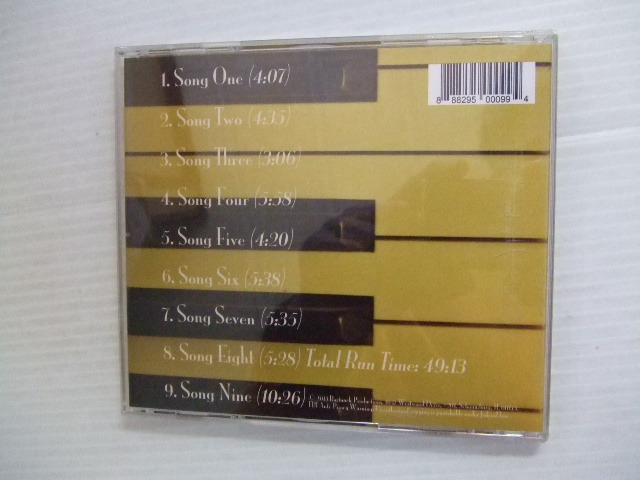 1. Song One (4:07)
2. Song Two (4:35)
3. Song Three (3:06)
4. Song Four (5:58)
5. Song Five (4:20)
6. Song Six (5:38)
7. Song Seven (5:35)
8. Song Eight (5:28) Total Run Time: 49:13
9. Song Nine (10:26)
8 88295 00099 4